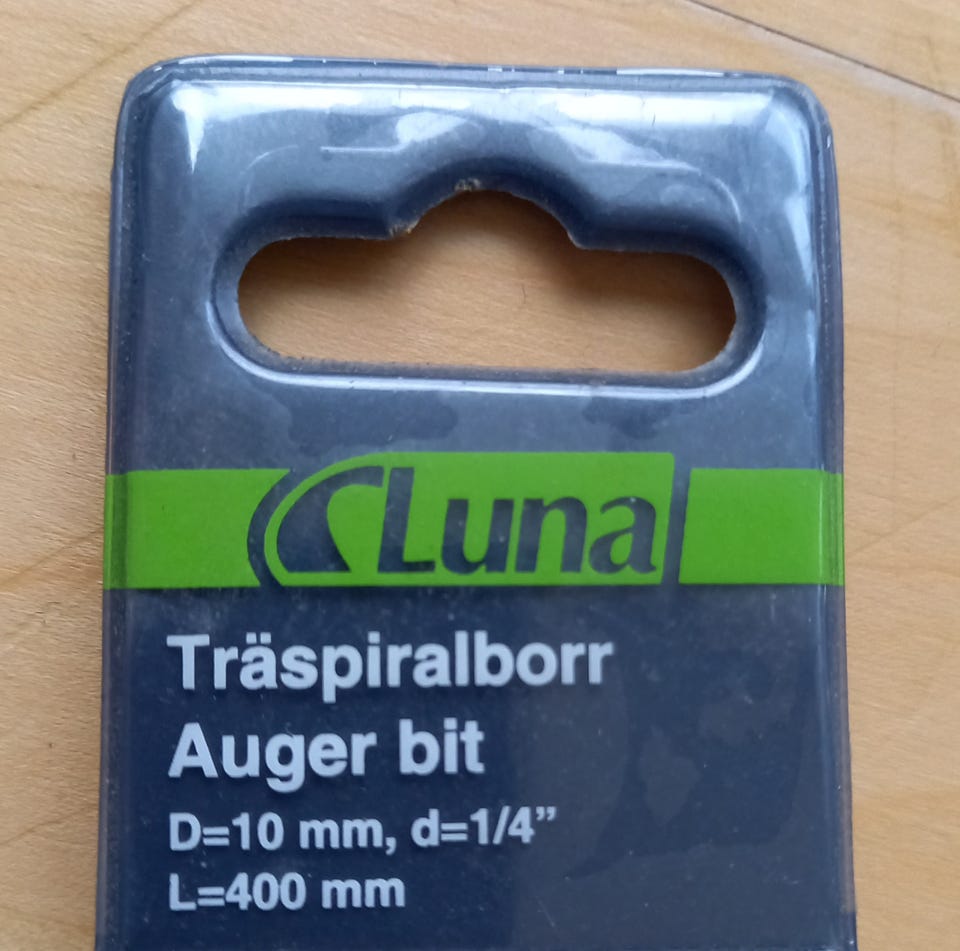 Luna
Träspiralborr
Auger bit
D=10 mm, d=1/4”
L=400 mm